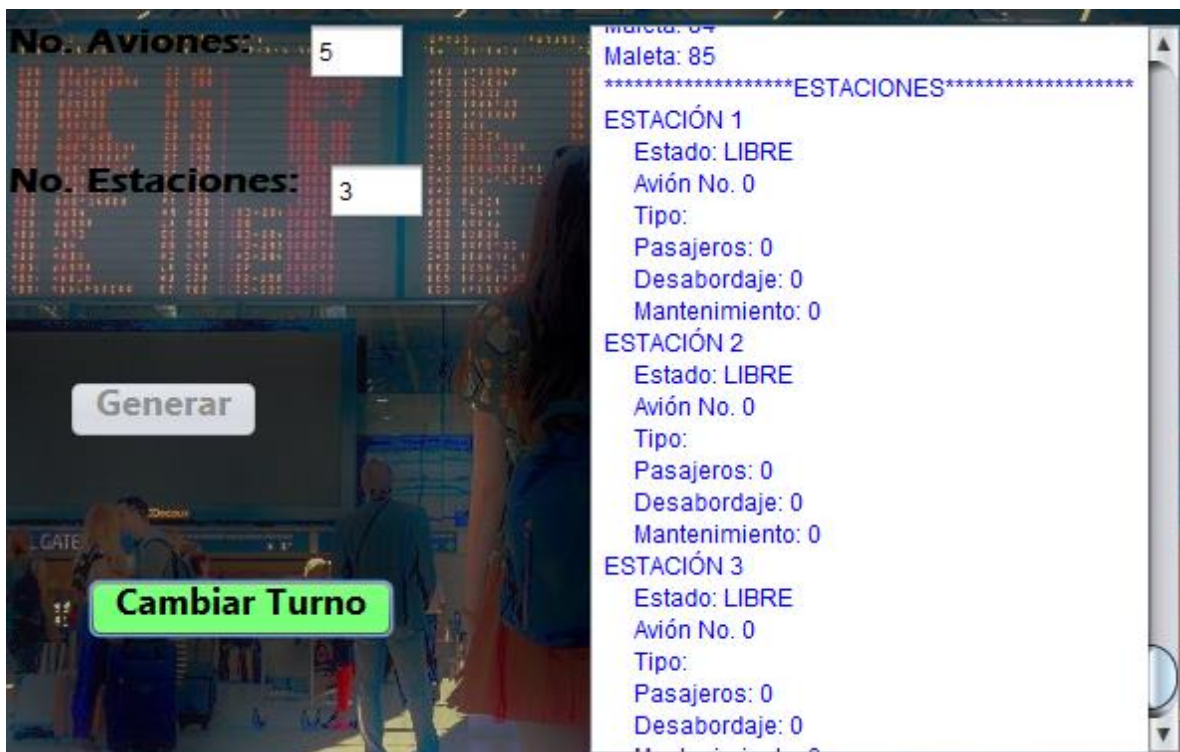 No. Aviones:
5
No. Estaciones:
3
Generar
Cambiar Turno
Maleta: 84
Maleta: 85
*******************ESTACIONES*******************
ESTACIÓN 1
Estado: LIBRE
Avión No. 0
Tipo:
Pasajeros: 0
Desabordaje: 0
Mantenimiento: 0
ESTACIÓN 2
Estado: LIBRE
Avión No. 0
Tipo:
Pasajeros: 0
Desabordaje: 0
Mantenimiento: 0
ESTACIÓN 3
Estado: LIBRE
Avión No. 0
Tipo:
Pasajeros: 0
Desabordaje: 0